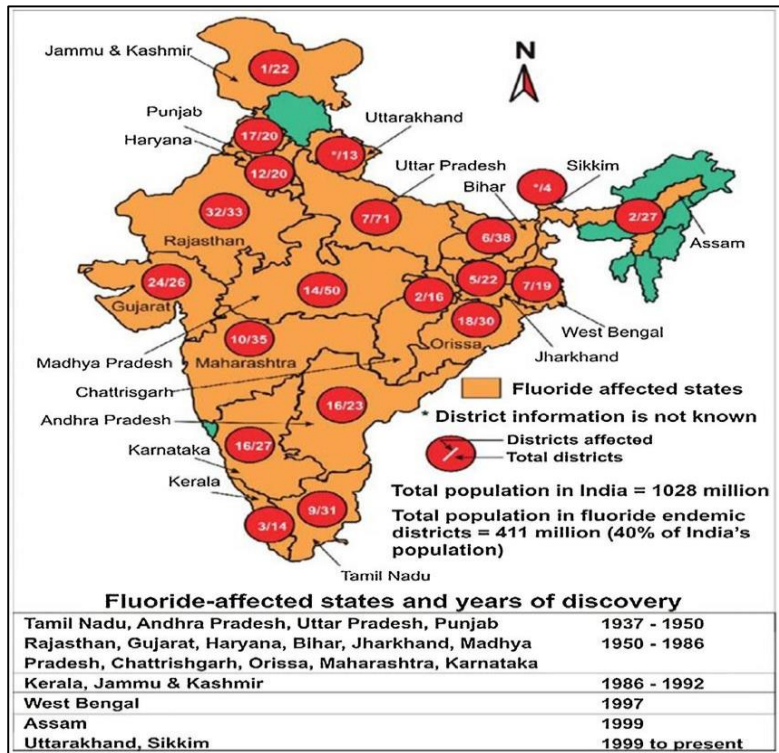 Jammu & Kashmir
1/22
N
Punjab
17/20
Uttarakhand
Haryana
*/13
12/20
Uttar Pradesh
Sikkim
Bihar
*/4
32/33
Rajasthan
7/71
2/27
6/38
Assam
24/26
Gujarat
14/50
5/22
2/16
7/19
18/30
West Bengal
10/35
Orissa
Madhya Pradesh
Maharashtra
Jharkhand
Chattrisgarh
Fluoride affected states
16/23
* District information is not known
Andhra Pradesh
Districts affected
Total districts
16/27
Karnataka
Kerala
Total population in India = 1028 million
9/31
3/14
Total population in fluoride endemic
districts = 411 million (40% of India's
population)
Tamil Nadu
Fluoride-affected states and years of discovery
Tamil Nadu, Andhra Pradesh, Uttar Pradesh, Punjab 1937 - 1950
Rajasthan, Gujarat, Haryana, Bihar, Jharkhand, Madhya 1950 - 1986
Pradesh, Chattrishgarh, Orissa, Maharashtra, Karnataka
Kerala, Jammu & Kashmir 1986 - 1992
West Bengal 1997
Assam 1999
Uttarakhand, Sikkim 1999 to present